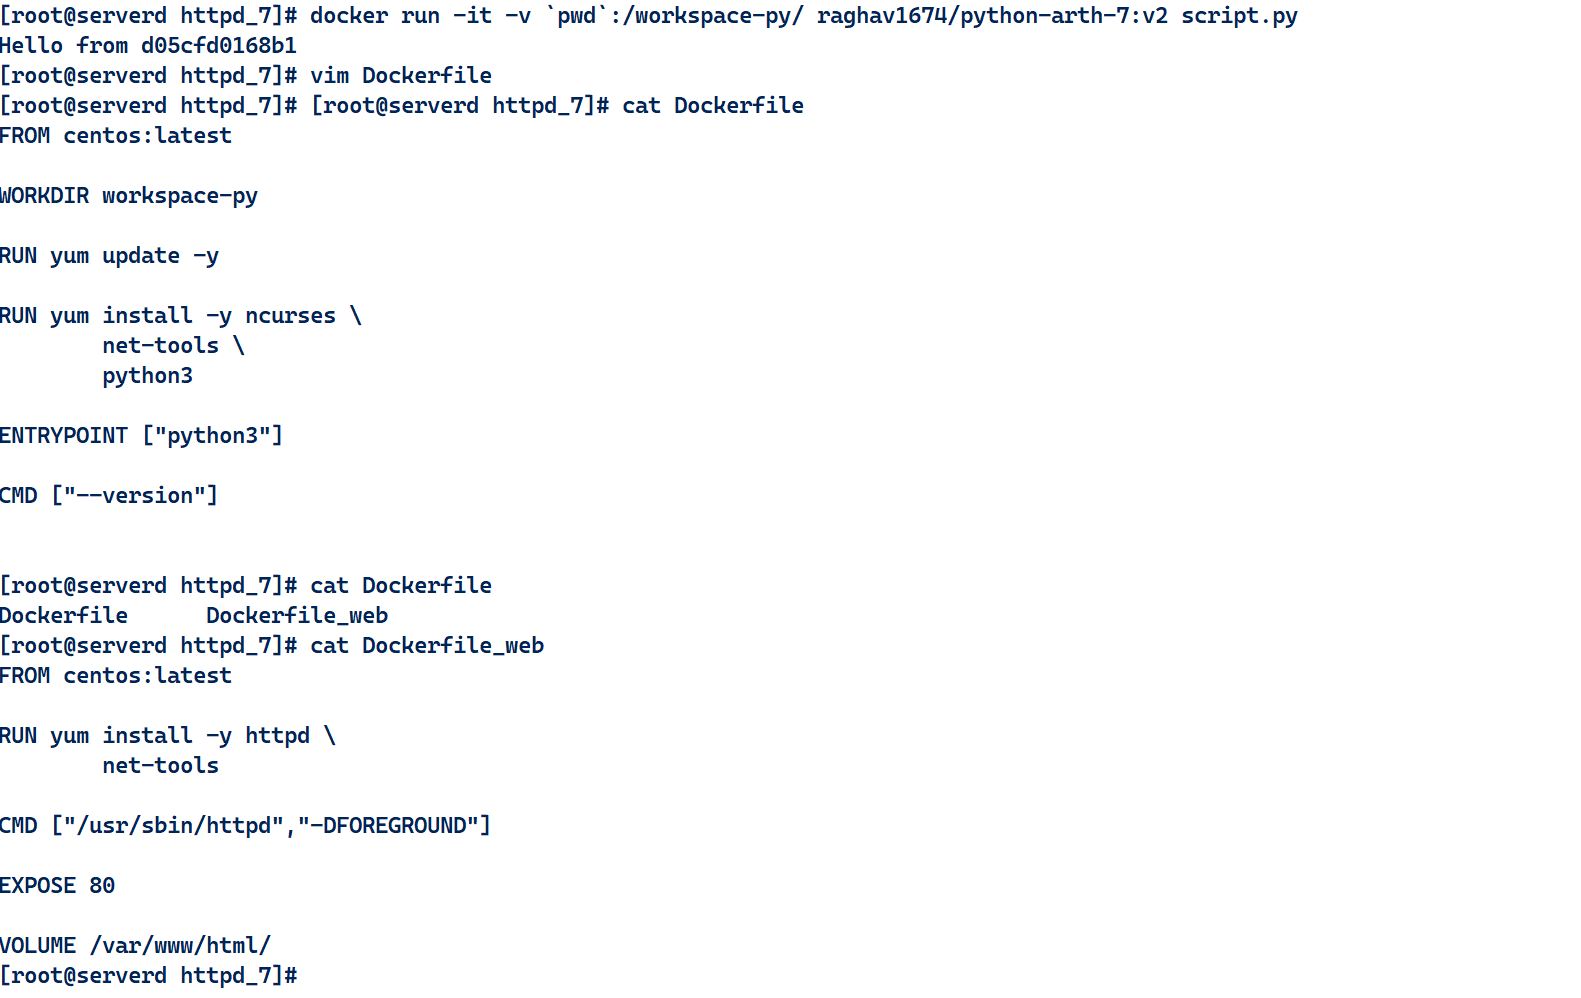 [root@serverd httpd_7]# docker run -it -v `pwd`:/workspace-py/ raghav1674/python-arth-7:v2 script.py
Hello from d05cfd0168b1
[root@serverd httpd_7]# vim Dockerfile
[root@serverd httpd_7]# [root@serverd httpd_7]# cat Dockerfile
FROM centos:latest
WORKDIR workspace-py
RUN yum update -y
RUN yum install -y ncurses \
net-tools \
python3
ENTRYPOINT ["python3"]
CMD ["--version"]
[root@serverd httpd_7]# cat Dockerfile
Dockerfile      Dockerfile_web
[root@serverd httpd_7]# cat Dockerfile_web
FROM centos:latest
RUN yum install -y httpd \
net-tools
CMD ["/usr/sbin/httpd","-DFOREGROUND"]
EXPOSE 80
VOLUME /var/www/html/
[root@serverd httpd_7]#